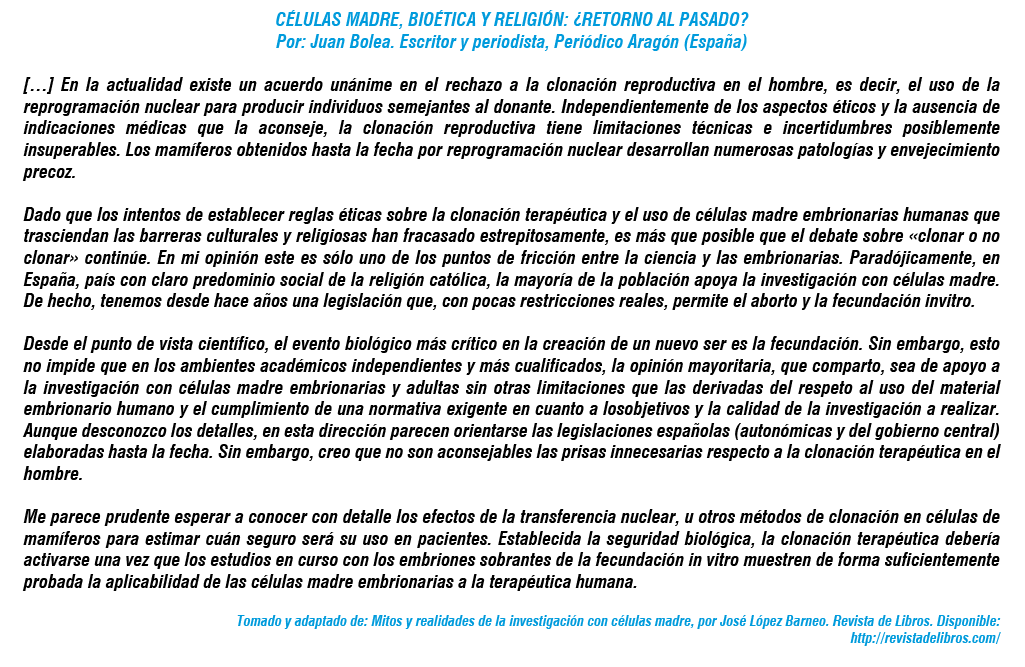 CÉLULAS MADRE, BIOÉTICA Y RELIGIÓN: ¿RETORNO AL PASADO?
Por: Juan Bolea. Escritor y periodista, Periódico Aragón (España)
[…] En la actualidad existe un acuerdo unánime en el rechazo a la clonación reproductiva en el hombre, es decir, el uso de la
reprogramación nuclear para producir individuos semejantes al donante. Independientemente de los aspectos éticos y la ausencia de
indicaciones médicas que la aconseje, la clonación reproductiva tiene limitaciones técnicas e incertidumbres posiblemente
insuperables. Los mamíferos obtenidos hasta la fecha por reprogramación nuclear desarrollan numerosas patologías y envejecimiento
precoz.
Dado que los intentos de establecer reglas éticas sobre la clonación terapéutica y el uso de células madre embrionarias humanas que
trasciendan las barreras culturales y religiosas han fracasado estrepitosamente, es más que posible que el debate sobre «clonar o no
clonar» continúe. En mi opinión este es sólo uno de los puntos de fricción entre la ciencia y las embrionarias. Paradójicamente, en
España, país con claro predominio social de la religión católica, la mayoría de la población apoya la investigación con células madre.
De hecho, tenemos desde hace años una legislación que, con pocas restricciones reales, permite el aborto y la fecundación invitro.
Desde el punto de vista científico, el evento biológico más crítico en la creación de un nuevo ser es la fecundación. Sin embargo, esto
no impide que en los ambientes académicos independientes y más cualificados, la opinión mayoritaria, que comparto, sea de apoyo a
la investigación con células madre embrionarias y adultas sin otras limitaciones que las derivadas del respeto al uso del material
embrionario humano y el cumplimiento de una normativa exigente en cuanto a losobjetivos y la calidad de la investigación a realizar.
Aunque desconozco los detalles, en esta dirección parecen orientarse las legislaciones españolas (autonómicas y del gobierno central)
elaboradas hasta la fecha. Sin embargo, creo que no son aconsejables las prisas innecesarias respecto a la clonación terapéutica en el
hombre.
Me parece prudente esperar a conocer con detalle los efectos de la transferencia nuclear, u otros métodos de clonación en células de
mamíferos para estimar cuán seguro será su uso en pacientes. Establecida la seguridad biológica, la clonación terapéutica debería
activarse una vez que los estudios en curso con los embriones sobrantes de la fecundación in vitro muestren de forma suficientemente
probada la aplicabilidad de las células madre embrionarias a la terapéutica humana.
Tomado y adaptado de: Mitos y realidades de la investigación con células madre, por José López Barneo. Revista de Libros. Disponible:
http://revistadelibros.com/